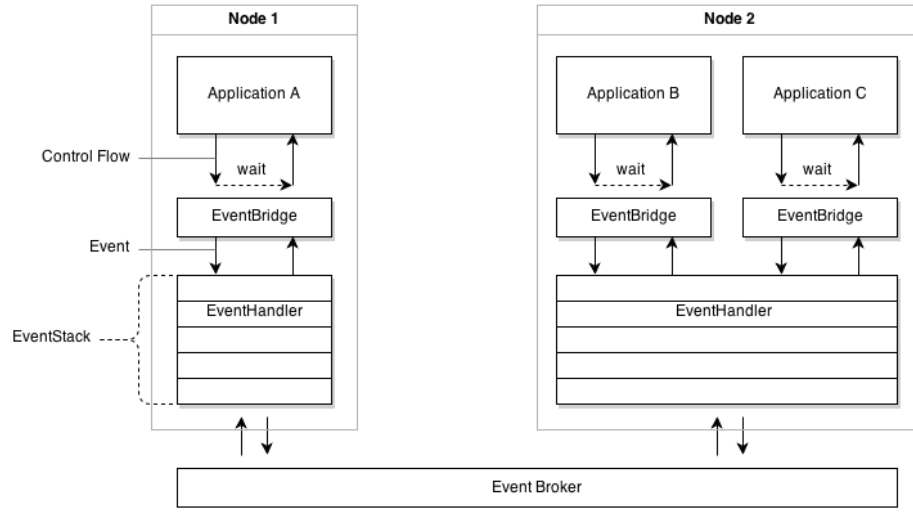 Node 1
Node 2
Application A
Application B
Application C
Control Flow
wait
wait
wait
EventBridge
EventBridge
EventBridge
Event
EventHandler
EventHandler
EventStack
Event Broker